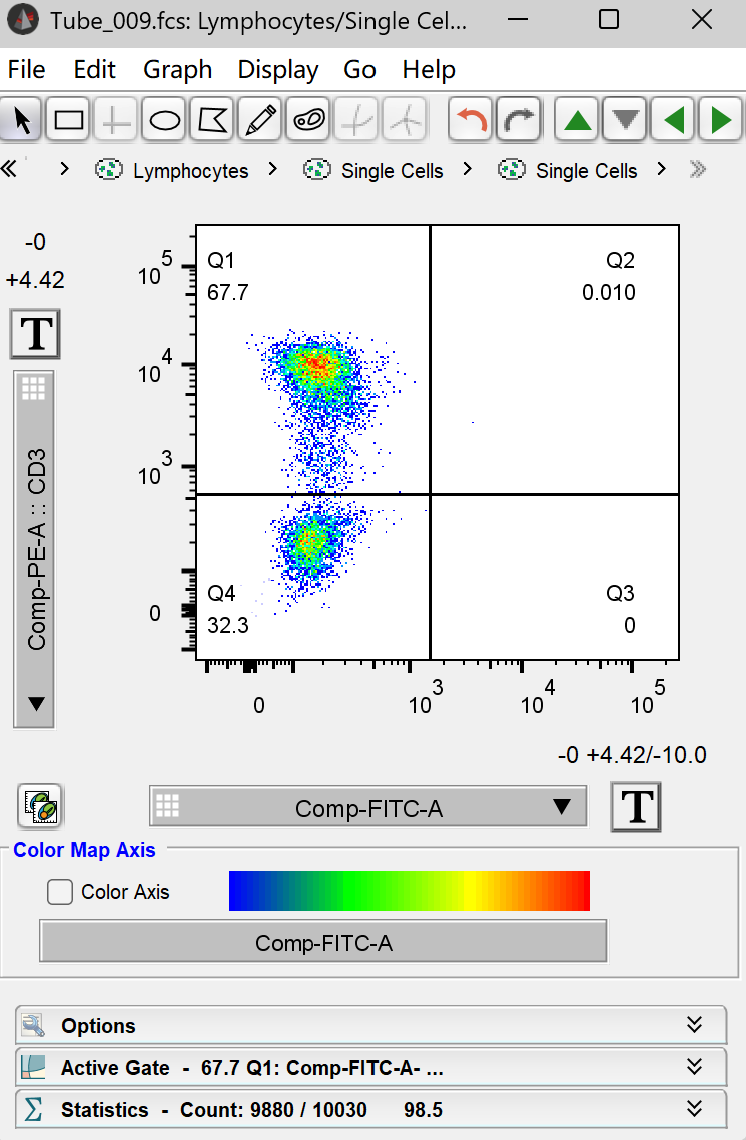 Tube_009.fcs: Lymphocytes/Single Cel...
File Edit Graph Display Go Help
Lymphocytes Single Cells Single Cells
-0
+4.42
T
Comp-PE-A :: CD3
10^5
10^4
10^3
0
Q1
67.7
Q2
0.010
Q4
32.3
Q3
0
0 10^3 10^4 10^5
-0 +4.42/-10.0
Comp-FITC-A
T
Color Map Axis
Color Axis
Comp-FITC-A
Options
Active Gate - 67.7 Q1: Comp-FITC-A- ...
Statistics - Count: 9880 / 10030 98.5